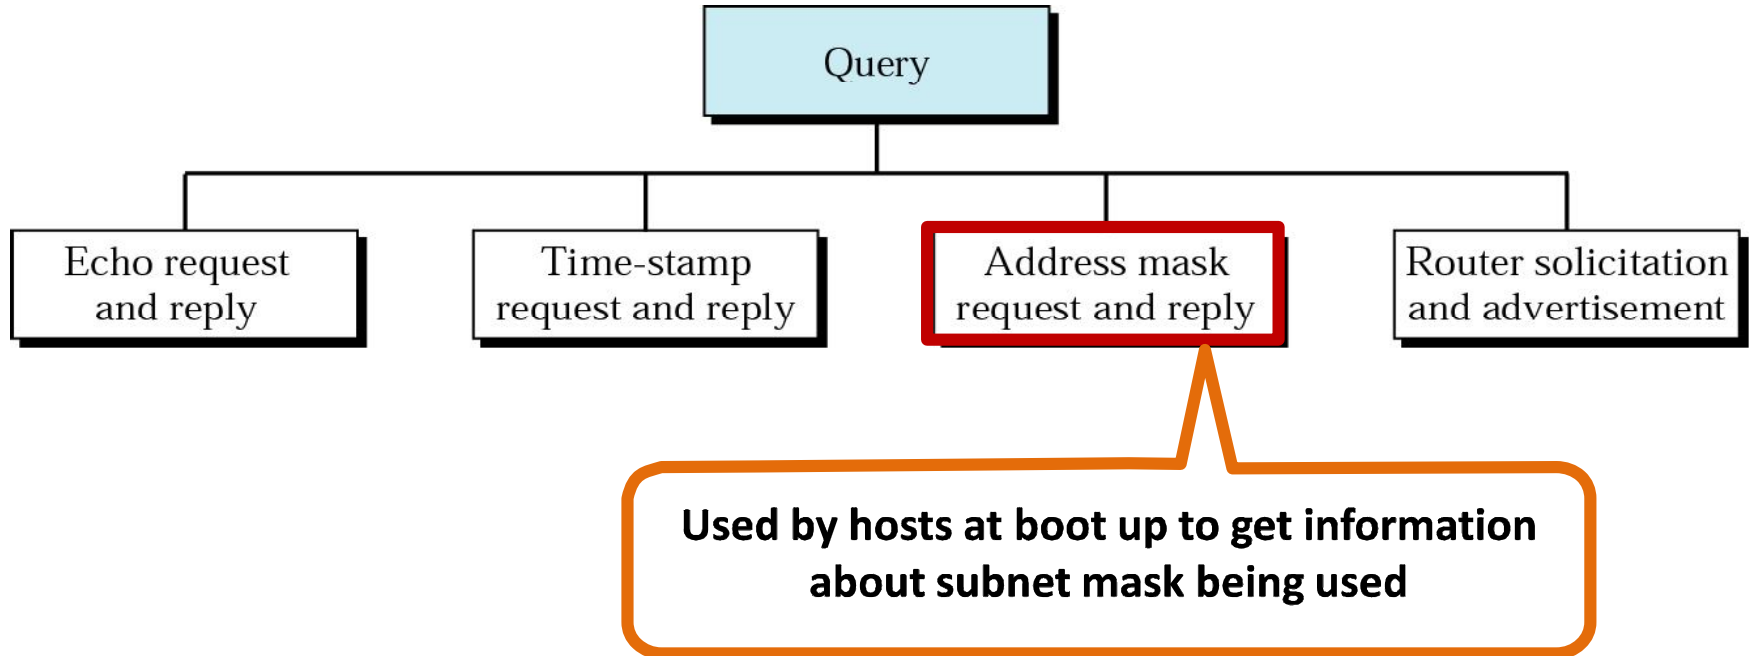 Query
Echo request
and reply
Time-stamp
request and reply
Address mask
request and reply
Router solicitation
and advertisement
Used by hosts at boot up to get information
about subnet mask being used